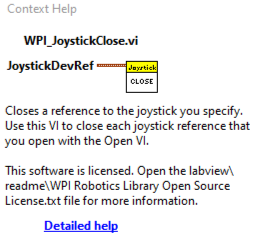 Context Help
WPI_JoystickClose.vi
JoystickDevRef
Joystick
CLOSE
Closes a reference to the joystick you specify.
Use this VI to close each joystick reference that
you open with the Open VI.
This software is licensed. Open the labview\
readme\WPI Robotics Library Open Source
License.txt file for more information.
Detailed help